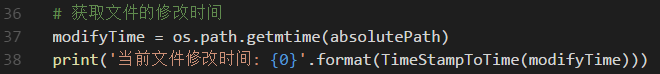 36 # 获取文件的修改时间
37 modifyTime = os.path.getmtime(absolutePath)
38 print('当前文件修改时间: {0}'.format(TimeStampToTime(modifyTime)))